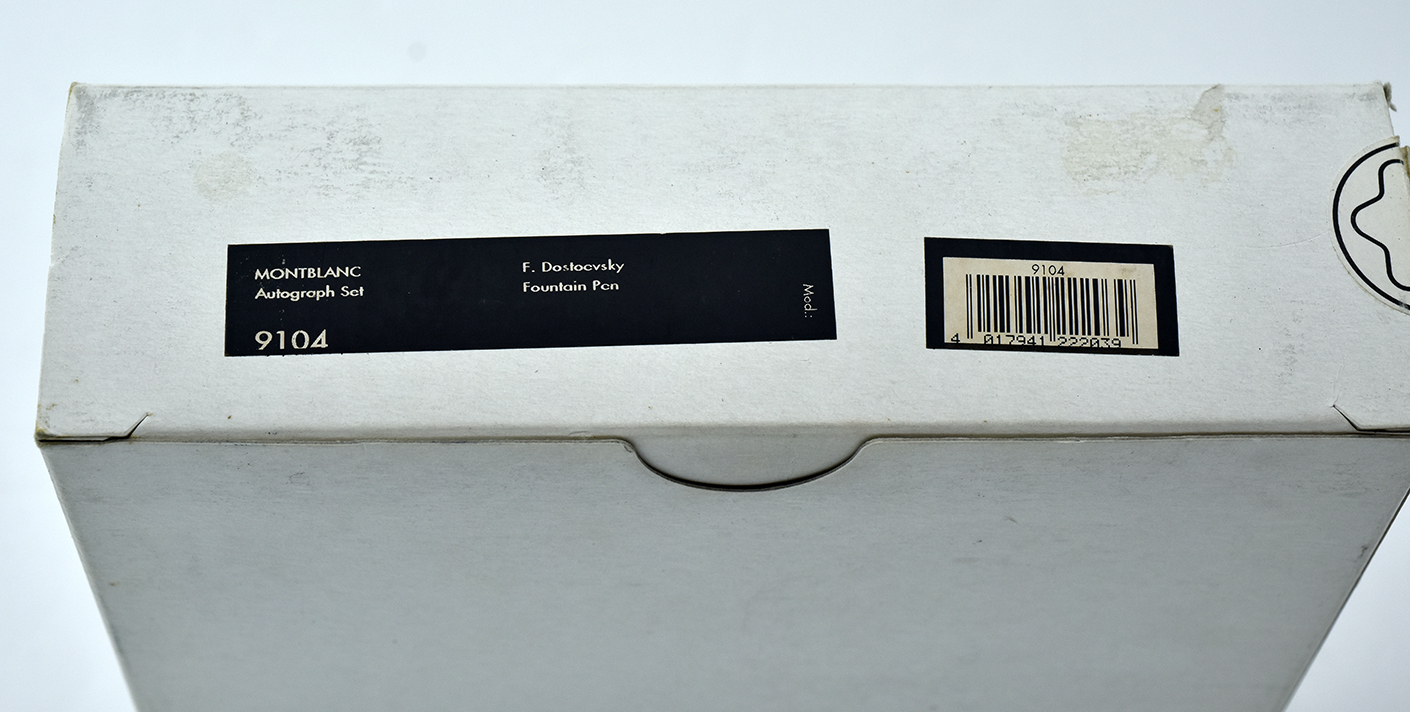 MONTBLANC
Autograph Set
9104
F. Dostoevsky
Fountain Pen
Mod.:
9104
4 017941 222039